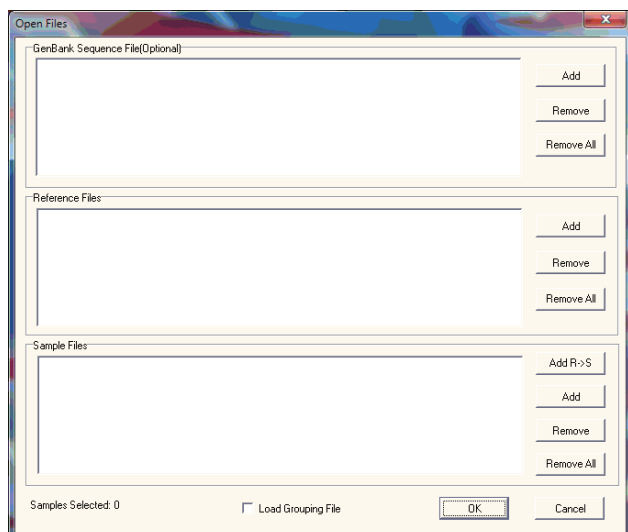 Open Files
GenBank Sequence File(Optional)
Add
Remove
Remove All
Reference Files
Add
Remove
Remove All
Sample Files
Add R->S
Add
Remove
Remove All
Samples Selected: 0
Load Grouping File
OK
Cancel